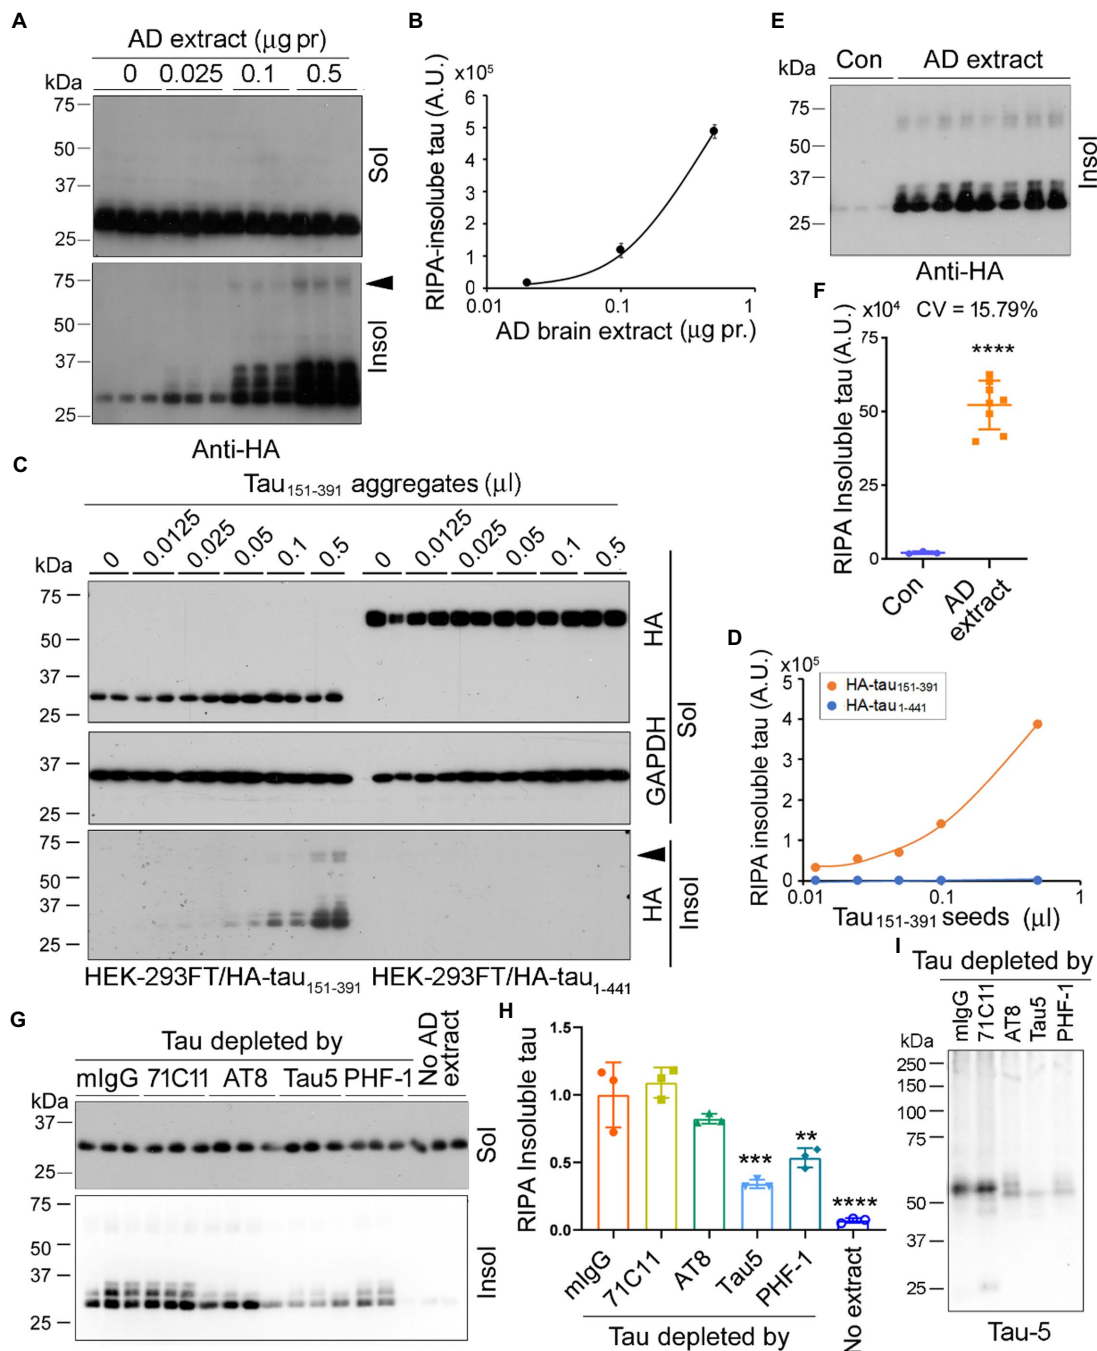 A
AD extract (µg pr)
kDa
0 0.025 0.1 0.5
75
50
37
25
Sol
75
50
37
25
Insol
Anti-HA
B
x10⁵
RIPA-insolube tau (A.U.)
6
5
4
3
2
1
0
0.01 0.1 1
AD brain extract (µg pr.)
E
Con AD extract
kDa
75
50
37
25
Insol
Anti-HA
F
x10⁴ CV = 15.79%
RIPA Insoluble tau (A.U.)
75
50
25
0
****
Con AD extract
C
Tau151-391 aggregates (µl)
kDa
0 0.0125 0.025 0.05 0.1 0.5 0 0.0125 0.025 0.05 0.1 0.5
75
50
37
25
HA
37
25
GAPDH
Sol
75
50
37
25
HA
Insol
HEK-293FT/HA-tau151-391 HEK-293FT/HA-tau1-441
D
x10⁵
RIPA insoluble tau (A.U.)
5
4
3
2
1
0
HA-tau151-391
HA-tau1-441
0.01 0.1 1
Tau151-391 seeds (µl)
G
Tau depleted by
No AD extract
mIgG 71C11 AT8 Tau5 PHF-1
kDa
37
25
Sol
75
50
37
25
Insol
H
RIPA Insoluble tau
1.5
1.0
0.5
0.0
***
**
****
mIgG 71C11 AT8 Tau5 PHF-1 No extract
Tau depleted by
I
Tau depleted by
mIgG 71C11 AT8 Tau5 PHF-1
kDa
250
150
100
75
50
37
25
Tau-5